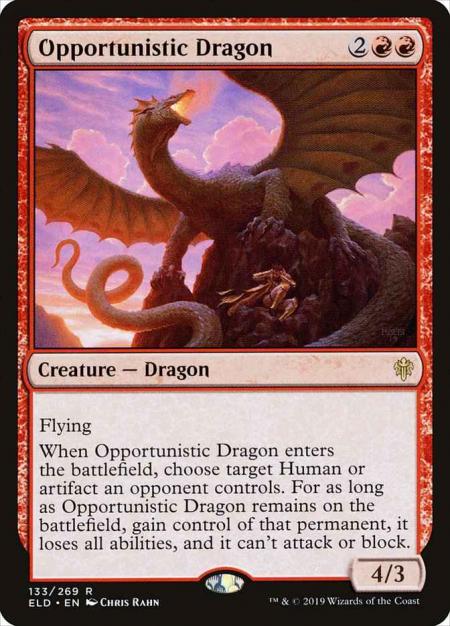 Opportunistic Dragon 2
Creature — Dragon
Flying
When Opportunistic Dragon enters
the battlefield, choose target Human or
artifact an opponent controls. For as long
as Opportunistic Dragon remains on the
battlefield, gain control of that permanent, it
loses all abilities, and it can't attack or block.
4/3
133/269 R
ELD • EN Chris Rahn
™ & © 2019 Wizards of the Coast